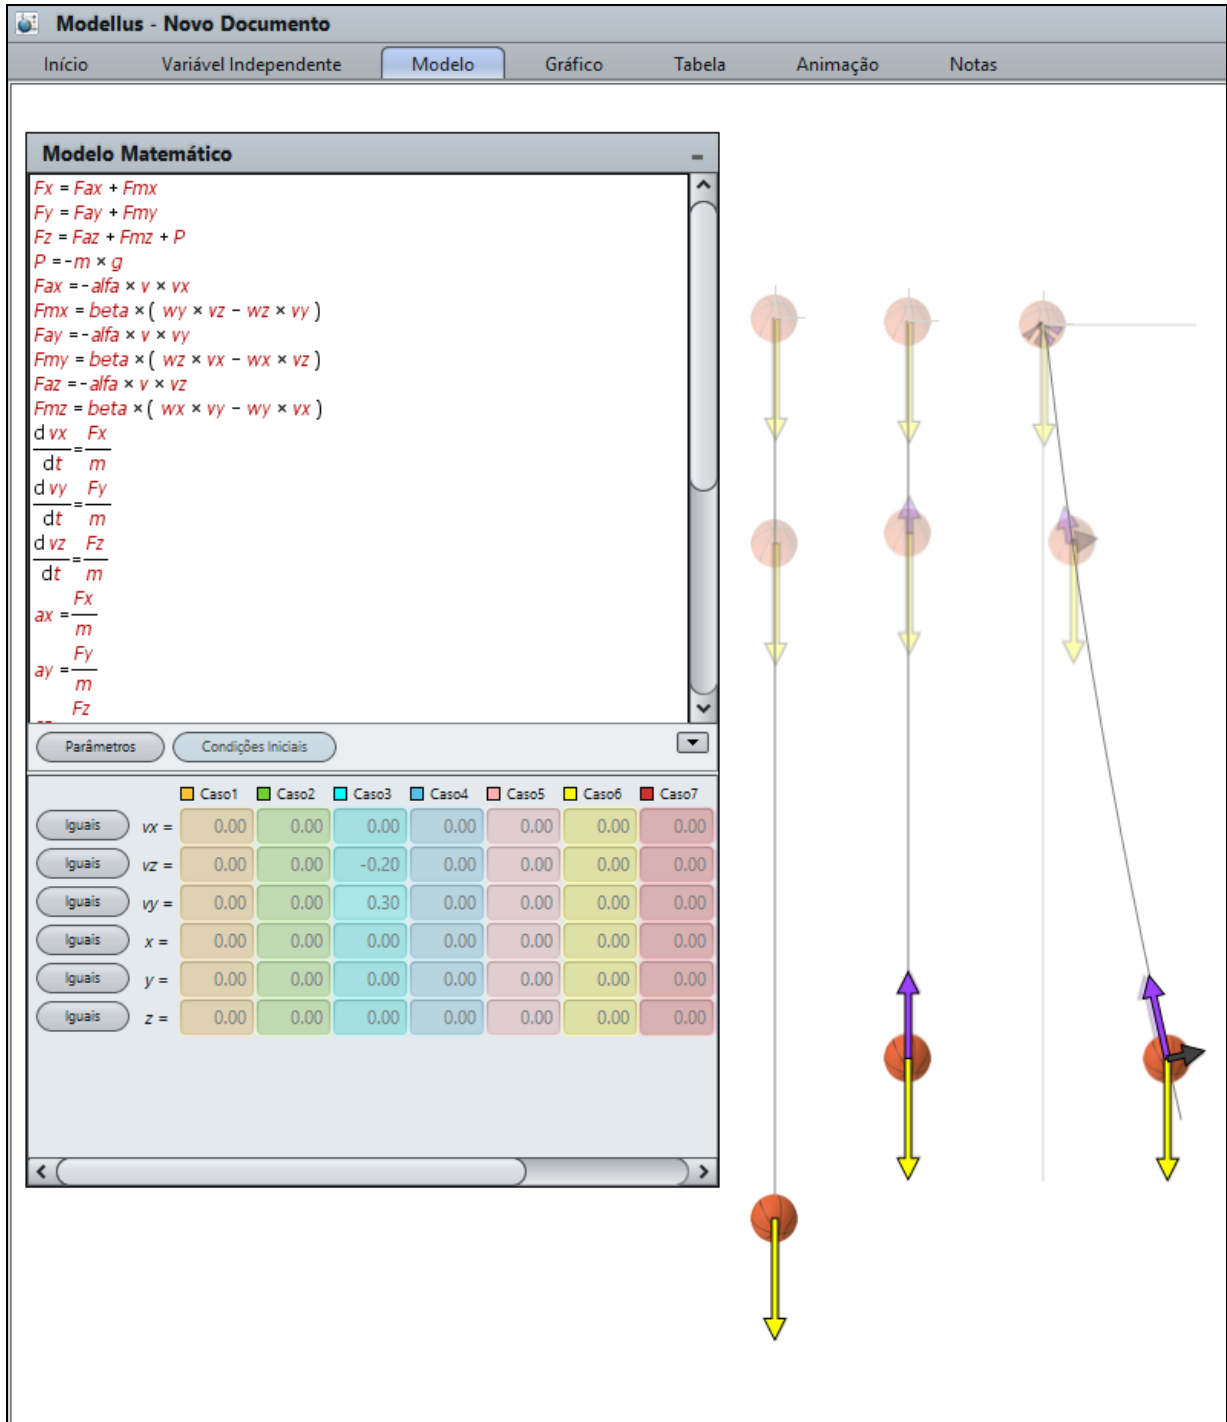 Modellus - Novo Documento
Início Variável Independente Modelo Gráfico Tabela Animação Notas
Modelo Matemático
Fx = Fax + Fmx
Fy = Fay + Fmy
Fz = Faz + Fmz + P
P = -m × g
Fax = -alfa × v × vx
Fmx = beta × ( wy × vz - wz × vy )
Fay = -alfa × v × vy
Fmy = beta × ( wz × vx - wx × vz )
Faz = -alfa × v × vz
Fmz = beta × ( wx × vy - wy × vx )
d vx Fx
dt = m
d vy Fy
dt = m
d vz Fz
dt = m
Fx
ax =
m
Fy
ay =
m
Fz
Parâmetros Condições Iniciais
Caso1 Caso2 Caso3 Caso4 Caso5 Caso6 Caso7
Iguais vx = 0.00 0.00 0.00 0.00 0.00 0.00 0.00
Iguais vz = 0.00 0.00 -0.20 0.00 0.00 0.00 0.00
Iguais vy = 0.00 0.00 0.30 0.00 0.00 0.00 0.00
Iguais x = 0.00 0.00 0.00 0.00 0.00 0.00 0.00
Iguais y = 0.00 0.00 0.00 0.00 0.00 0.00 0.00
Iguais z = 0.00 0.00 0.00 0.00 0.00 0.00 0.00